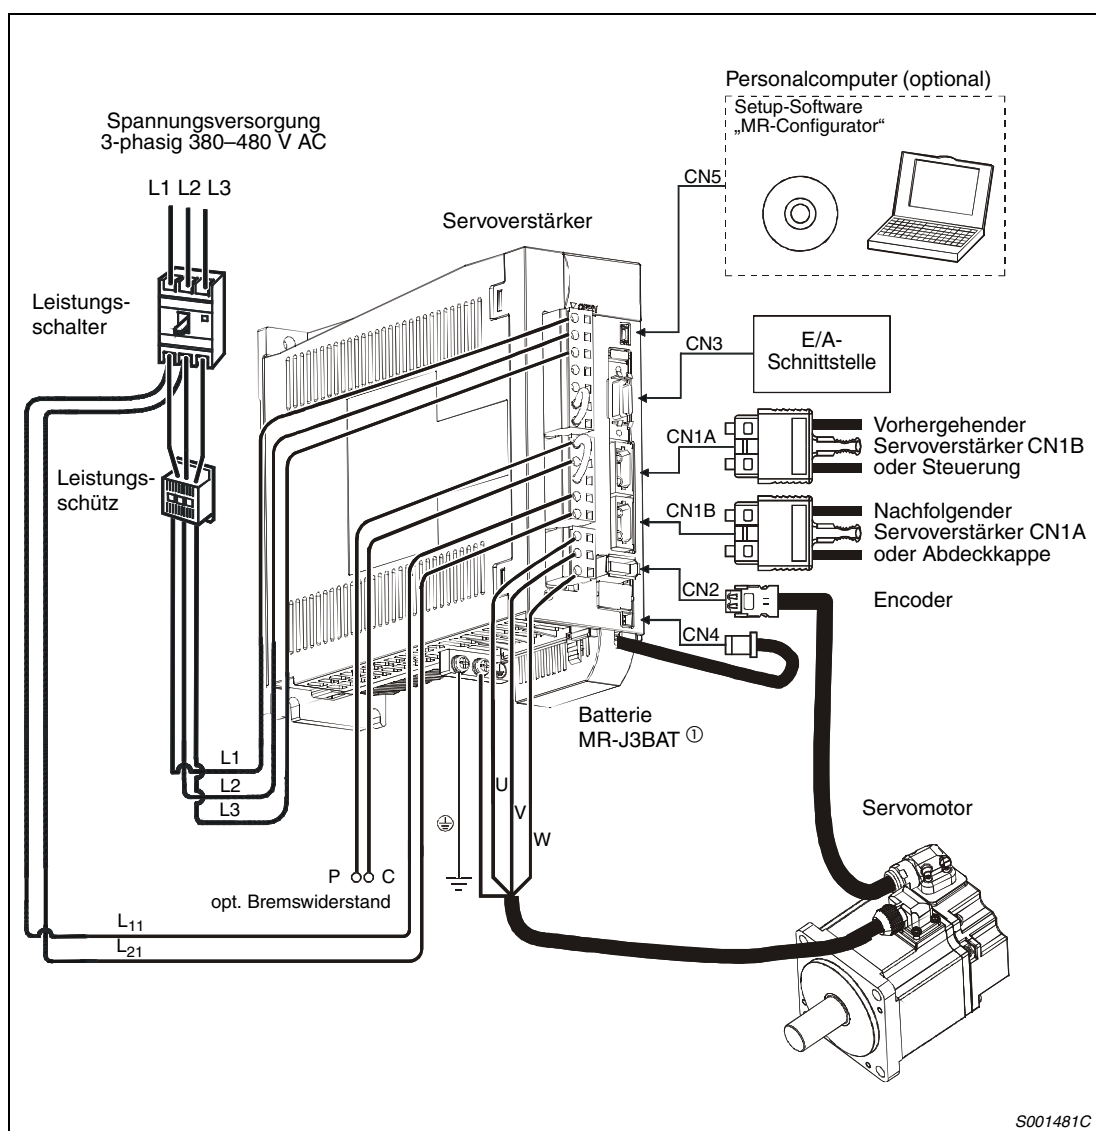 Personalcomputer (optional)
Setup-Software
„MR-Configurator“
Spannungsversorgung
3-phasig 380–480 V AC
L1 L2 L3
CN5
Servoverstärker
Leistungs-
schalter
OPEN
CN3
E/A-
Schnittstelle
CN1A
Vorhergehender
Servoverstärker CN1B
oder Steuerung
Leistungs-
schütz
CN1B
Nachfolgender
Servoverstärker CN1A
oder Abdeckkappe
CN2
Encoder
CN4
Batterie
MR-J3BAT ①
L1
L2
L3
U
V
W
Servomotor
P C
opt. Bremswiderstand
L11
L21
S001481C